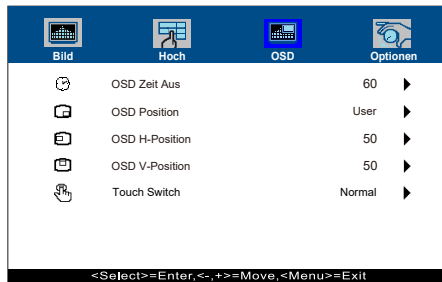 Bild Hoch OSD Optionen
OSD Zeit Aus 60
OSD Position User
OSD H-Position 50
OSD V-Position 50
Touch Switch Normal
<Select>=Enter,<-,+>=Move,<Menu>=Exit